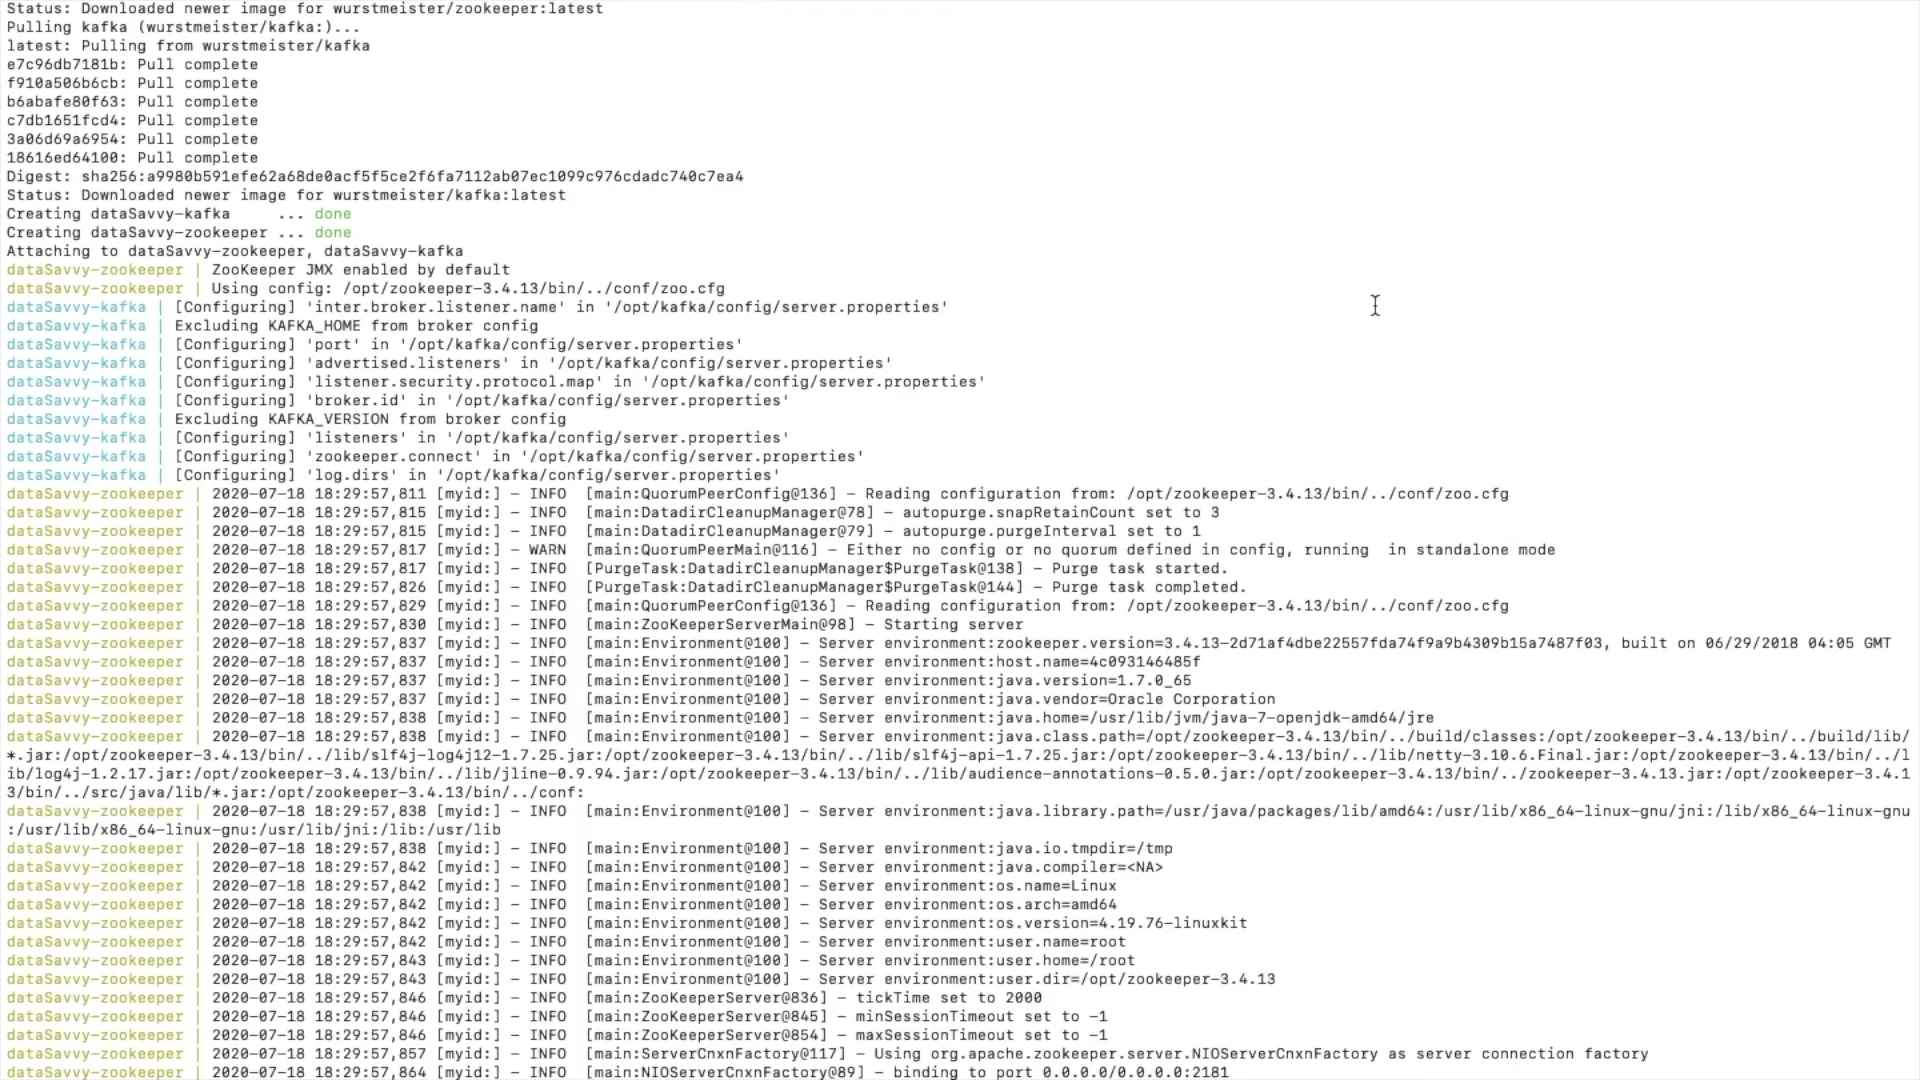 Status: Downloaded newer image for wurstmeister/zookeeper:latest
Pulling kafka (wurstmeister/kafka:)...
latest: Pulling from wurstmeister/kafka
e7c96db7181b: Pull complete
f910a506b6cb: Pull complete
b6abafe80f63: Pull complete
c7db1651fcd4: Pull complete
3a06d69a6954: Pull complete
18616ed64100: Pull complete
Digest: sha256:a9980b591efe62a68de0acf5f5ce2f6fa7112ab07ec1099c976cdadc740c7ea4
Status: Downloaded newer image for wurstmeister/kafka:latest
Creating dataSavvy-kafka     ... done
Creating dataSavvy-zookeeper ... done
Attaching to dataSavvy-zookeeper, dataSavvy-kafka
dataSavvy-zookeeper | ZooKeeper JMX enabled by default
dataSavvy-zookeeper | Using config: /opt/zookeeper-3.4.13/bin/../conf/zoo.cfg
dataSavvy-kafka | [Configuring] 'inter.broker.listener.name' in '/opt/kafka/config/server.properties'
dataSavvy-kafka | Excluding KAFKA_HOME from broker config
dataSavvy-kafka | [Configuring] 'port' in '/opt/kafka/config/server.properties'
dataSavvy-kafka | [Configuring] 'advertised.listeners' in '/opt/kafka/config/server.properties'
dataSavvy-kafka | [Configuring] 'listener.security.protocol.map' in '/opt/kafka/config/server.properties'
dataSavvy-kafka | [Configuring] 'broker.id' in '/opt/kafka/config/server.properties'
dataSavvy-kafka | Excluding KAFKA_VERSION from broker config
dataSavvy-kafka | [Configuring] 'listeners' in '/opt/kafka/config/server.properties'
dataSavvy-kafka | [Configuring] 'zookeeper.connect' in '/opt/kafka/config/server.properties'
dataSavvy-kafka | [Configuring] 'log.dirs' in '/opt/kafka/config/server.properties'
dataSavvy-zookeeper | 2020-07-18 18:29:57,811 [myid:] - INFO  [main:QuorumPeerConfig@136] - Reading configuration from: /opt/zookeeper-3.4.13/bin/../conf/zoo.cfg
dataSavvy-zookeeper | 2020-07-18 18:29:57,815 [myid:] - INFO  [main:DatadirCleanupManager@78] - autopurge.snapRetainCount set to 3
dataSavvy-zookeeper | 2020-07-18 18:29:57,815 [myid:] - INFO  [main:DatadirCleanupManager@79] - autopurge.purgeInterval set to 1
dataSavvy-zookeeper | 2020-07-18 18:29:57,817 [myid:] - WARN  [main:QuorumPeerMain@116] - Either no config or no quorum defined in config, running  in standalone mode
dataSavvy-zookeeper | 2020-07-18 18:29:57,817 [myid:] - INFO  [PurgeTask:DatadirCleanupManager$PurgeTask@138] - Purge task started.
dataSavvy-zookeeper | 2020-07-18 18:29:57,826 [myid:] - INFO  [PurgeTask:DatadirCleanupManager$PurgeTask@144] - Purge task completed.
dataSavvy-zookeeper | 2020-07-18 18:29:57,829 [myid:] - INFO  [main:QuorumPeerConfig@136] - Reading configuration from: /opt/zookeeper-3.4.13/bin/../conf/zoo.cfg
dataSavvy-zookeeper | 2020-07-18 18:29:57,830 [myid:] - INFO  [main:ZooKeeperServerMain@98] - Starting server
dataSavvy-zookeeper | 2020-07-18 18:29:57,837 [myid:] - INFO  [main:Environment@100] - Server environment:zookeeper.version=3.4.13-2d71af4dbe22557fda74f9a9b4309b15a7487f03, built on 06/29/2018 04:05 GMT
dataSavvy-zookeeper | 2020-07-18 18:29:57,837 [myid:] - INFO  [main:Environment@100] - Server environment:host.name=4c093146485f
dataSavvy-zookeeper | 2020-07-18 18:29:57,837 [myid:] - INFO  [main:Environment@100] - Server environment:java.version=1.7.0_65
dataSavvy-zookeeper | 2020-07-18 18:29:57,837 [myid:] - INFO  [main:Environment@100] - Server environment:java.vendor=Oracle Corporation
dataSavvy-zookeeper | 2020-07-18 18:29:57,838 [myid:] - INFO  [main:Environment@100] - Server environment:java.home=/usr/lib/jvm/java-7-openjdk-amd64/jre
dataSavvy-zookeeper | 2020-07-18 18:29:57,838 [myid:] - INFO  [main:Environment@100] - Server environment:java.class.path=/opt/zookeeper-3.4.13/bin/../build/classes:/opt/zookeeper-3.4.13/bin/../build/lib/
*.jar:/opt/zookeeper-3.4.13/bin/../lib/slf4j-log4j12-1.7.25.jar:/opt/zookeeper-3.4.13/bin/../lib/slf4j-api-1.7.25.jar:/opt/zookeeper-3.4.13/bin/../lib/netty-3.10.6.Final.jar:/opt/zookeeper-3.4.13/bin/../l
ib/log4j-1.2.17.jar:/opt/zookeeper-3.4.13/bin/../lib/jline-0.9.94.jar:/opt/zookeeper-3.4.13/bin/../lib/audience-annotations-0.5.0.jar:/opt/zookeeper-3.4.13/bin/../zookeeper-3.4.13.jar:/opt/zookeeper-3.4.1
3/bin/../src/java/lib/*.jar:/opt/zookeeper-3.4.13/bin/../conf:
dataSavvy-zookeeper | 2020-07-18 18:29:57,838 [myid:] - INFO  [main:Environment@100] - Server environment:java.library.path=/usr/java/packages/lib/amd64:/usr/lib/x86_64-linux-gnu/jni:/lib/x86_64-linux-gnu
:/usr/lib/x86_64-linux-gnu:/usr/lib/jni:/lib:/usr/lib
dataSavvy-zookeeper | 2020-07-18 18:29:57,838 [myid:] - INFO  [main:Environment@100] - Server environment:java.io.tmpdir=/tmp
dataSavvy-zookeeper | 2020-07-18 18:29:57,842 [myid:] - INFO  [main:Environment@100] - Server environment:java.compiler=<NA>
dataSavvy-zookeeper | 2020-07-18 18:29:57,842 [myid:] - INFO  [main:Environment@100] - Server environment:os.name=Linux
dataSavvy-zookeeper | 2020-07-18 18:29:57,842 [myid:] - INFO  [main:Environment@100] - Server environment:os.arch=amd64
dataSavvy-zookeeper | 2020-07-18 18:29:57,842 [myid:] - INFO  [main:Environment@100] - Server environment:os.version=4.19.76-linuxkit
dataSavvy-zookeeper | 2020-07-18 18:29:57,842 [myid:] - INFO  [main:Environment@100] - Server environment:user.name=root
dataSavvy-zookeeper | 2020-07-18 18:29:57,843 [myid:] - INFO  [main:Environment@100] - Server environment:user.home=/root
dataSavvy-zookeeper | 2020-07-18 18:29:57,843 [myid:] - INFO  [main:Environment@100] - Server environment:user.dir=/opt/zookeeper-3.4.13
dataSavvy-zookeeper | 2020-07-18 18:29:57,846 [myid:] - INFO  [main:ZooKeeperServer@836] - tickTime set to 2000
dataSavvy-zookeeper | 2020-07-18 18:29:57,846 [myid:] - INFO  [main:ZooKeeperServer@845] - minSessionTimeout set to -1
dataSavvy-zookeeper | 2020-07-18 18:29:57,846 [myid:] - INFO  [main:ZooKeeperServer@854] - maxSessionTimeout set to -1
dataSavvy-zookeeper | 2020-07-18 18:29:57,857 [myid:] - INFO  [main:ServerCnxnFactory@117] - Using org.apache.zookeeper.server.NIOServerCnxnFactory as server connection factory
dataSavvy-zookeeper | 2020-07-18 18:29:57,864 [myid:] - INFO  [main:NIOServerCnxnFactory@89] - binding to port 0.0.0.0/0.0.0.0:2181